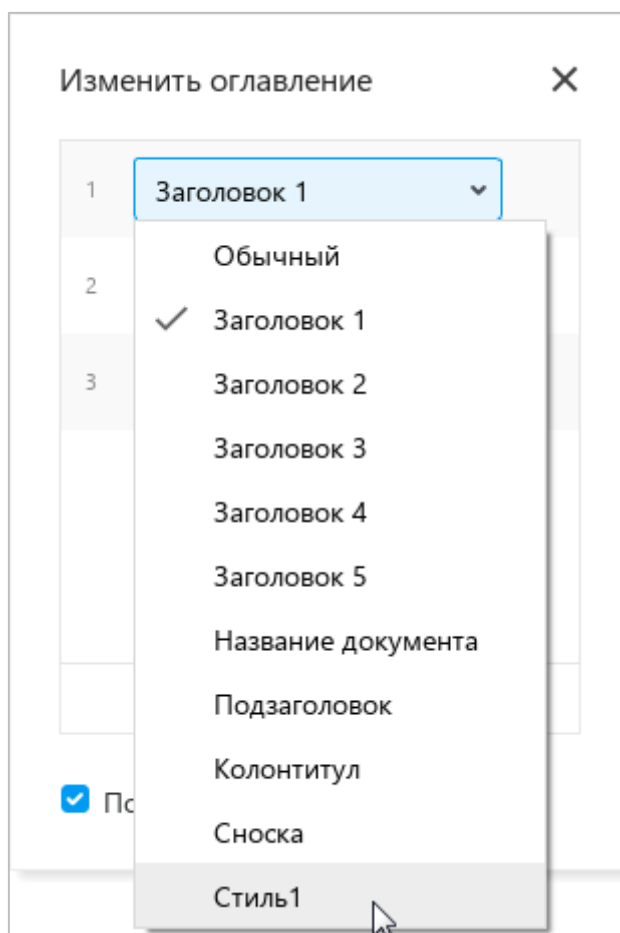 Изменить оглавление
1 Заголовок 1
Обычный
2
Заголовок 1
3 Заголовок 2
Заголовок 3
Заголовок 4
Заголовок 5
Название документа
Подзаголовок
Колонтитул
По
Сноска
Стиль1